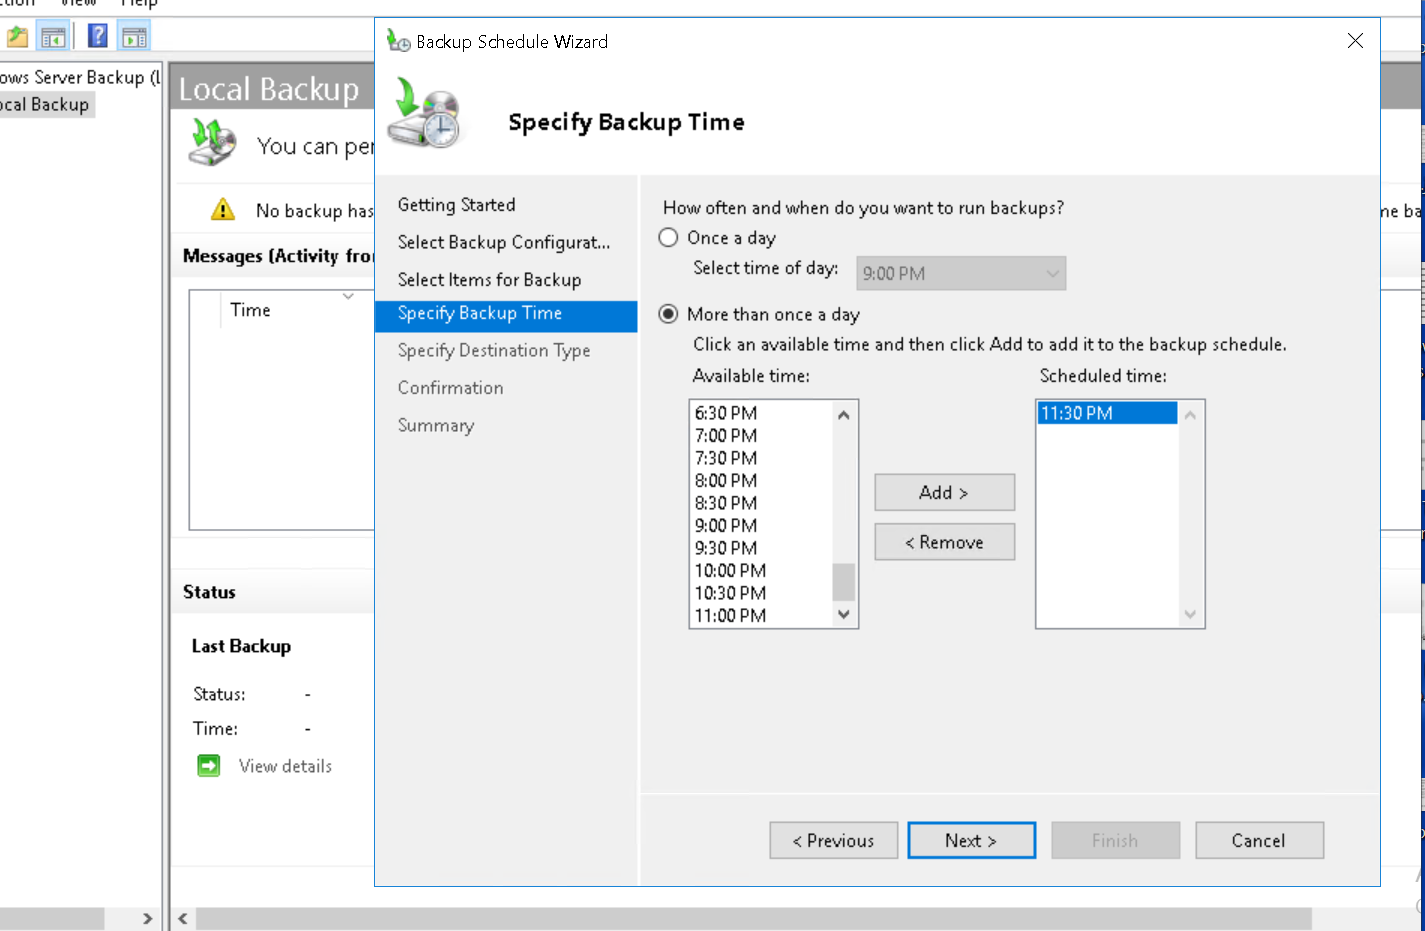 View
Help
Backup Schedule Wizard
ows Server Backup (L
ocal Backup
Local Backup
You can per
No backup has
Messages (Activity fro
Time
Status
Last Backup
Status: -
Time: -
View details
Specify Backup Time
Getting Started
Select Backup Configurat...
Select Items for Backup
Specify Backup Time
Specify Destination Type
Confirmation
Summary
How often and when do you want to run backups?
Once a day
Select time of day: 9:00 PM
More than once a day
Click an available time and then click Add to add it to the backup schedule.
Available time:
6:30 PM
7:00 PM
7:30 PM
8:00 PM
8:30 PM
9:00 PM
9:30 PM
10:00 PM
10:30 PM
11:00 PM
Add >
< Remove
Scheduled time:
11:30 PM
< Previous
Next >
Finish
Cancel
ne ba